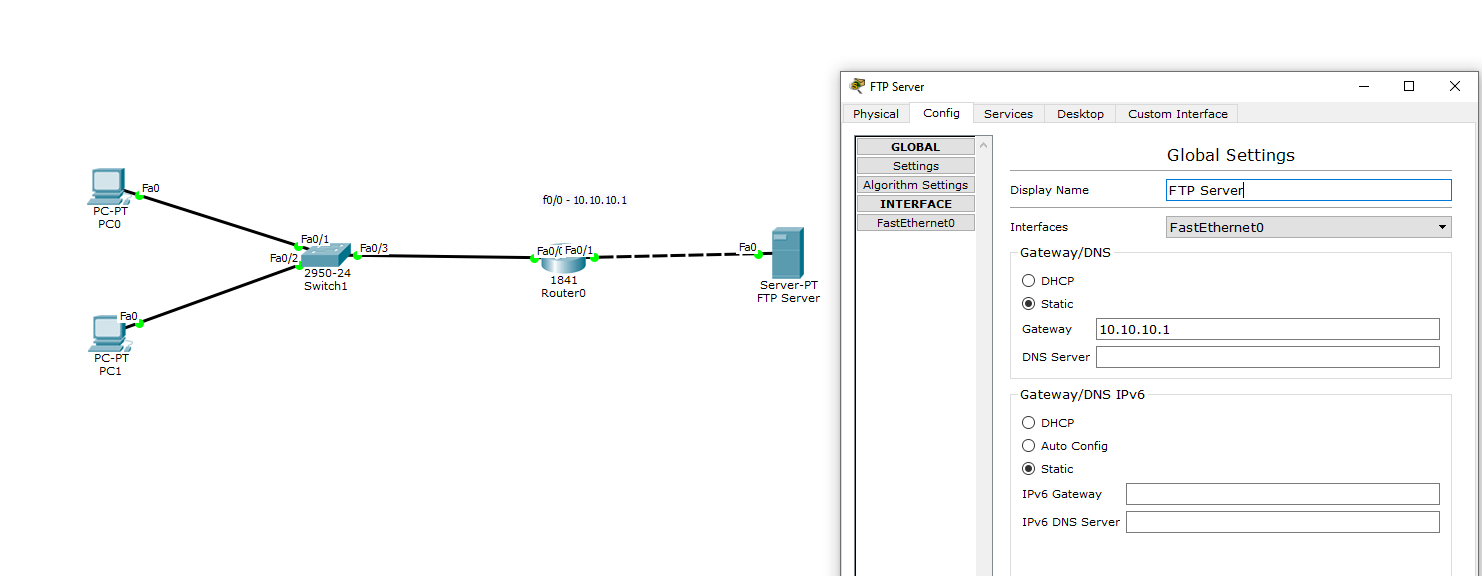 Fa0
PC-PT
PC0
Fa0/1
Fa0/2
Fa0/3
2950-24
Switch1
Fa0
PC-PT
PC1
f0/0 - 10.10.10.1
Fa0/1
1841
Router0
Fa0
Server-PT
FTP Server
FTP Server
Physical Config Services Desktop Custom Interface
GLOBAL
Settings
Algorithm Settings
INTERFACE
FastEthernet0
Global Settings
Display Name FTP Server
Interfaces FastEthernet0
Gateway/DNS
DHCP
Static
Gateway 10.10.10.1
DNS Server
Gateway/DNS IPv6
DHCP
Auto Config
Static
IPv6 Gateway
IPv6 DNS Server